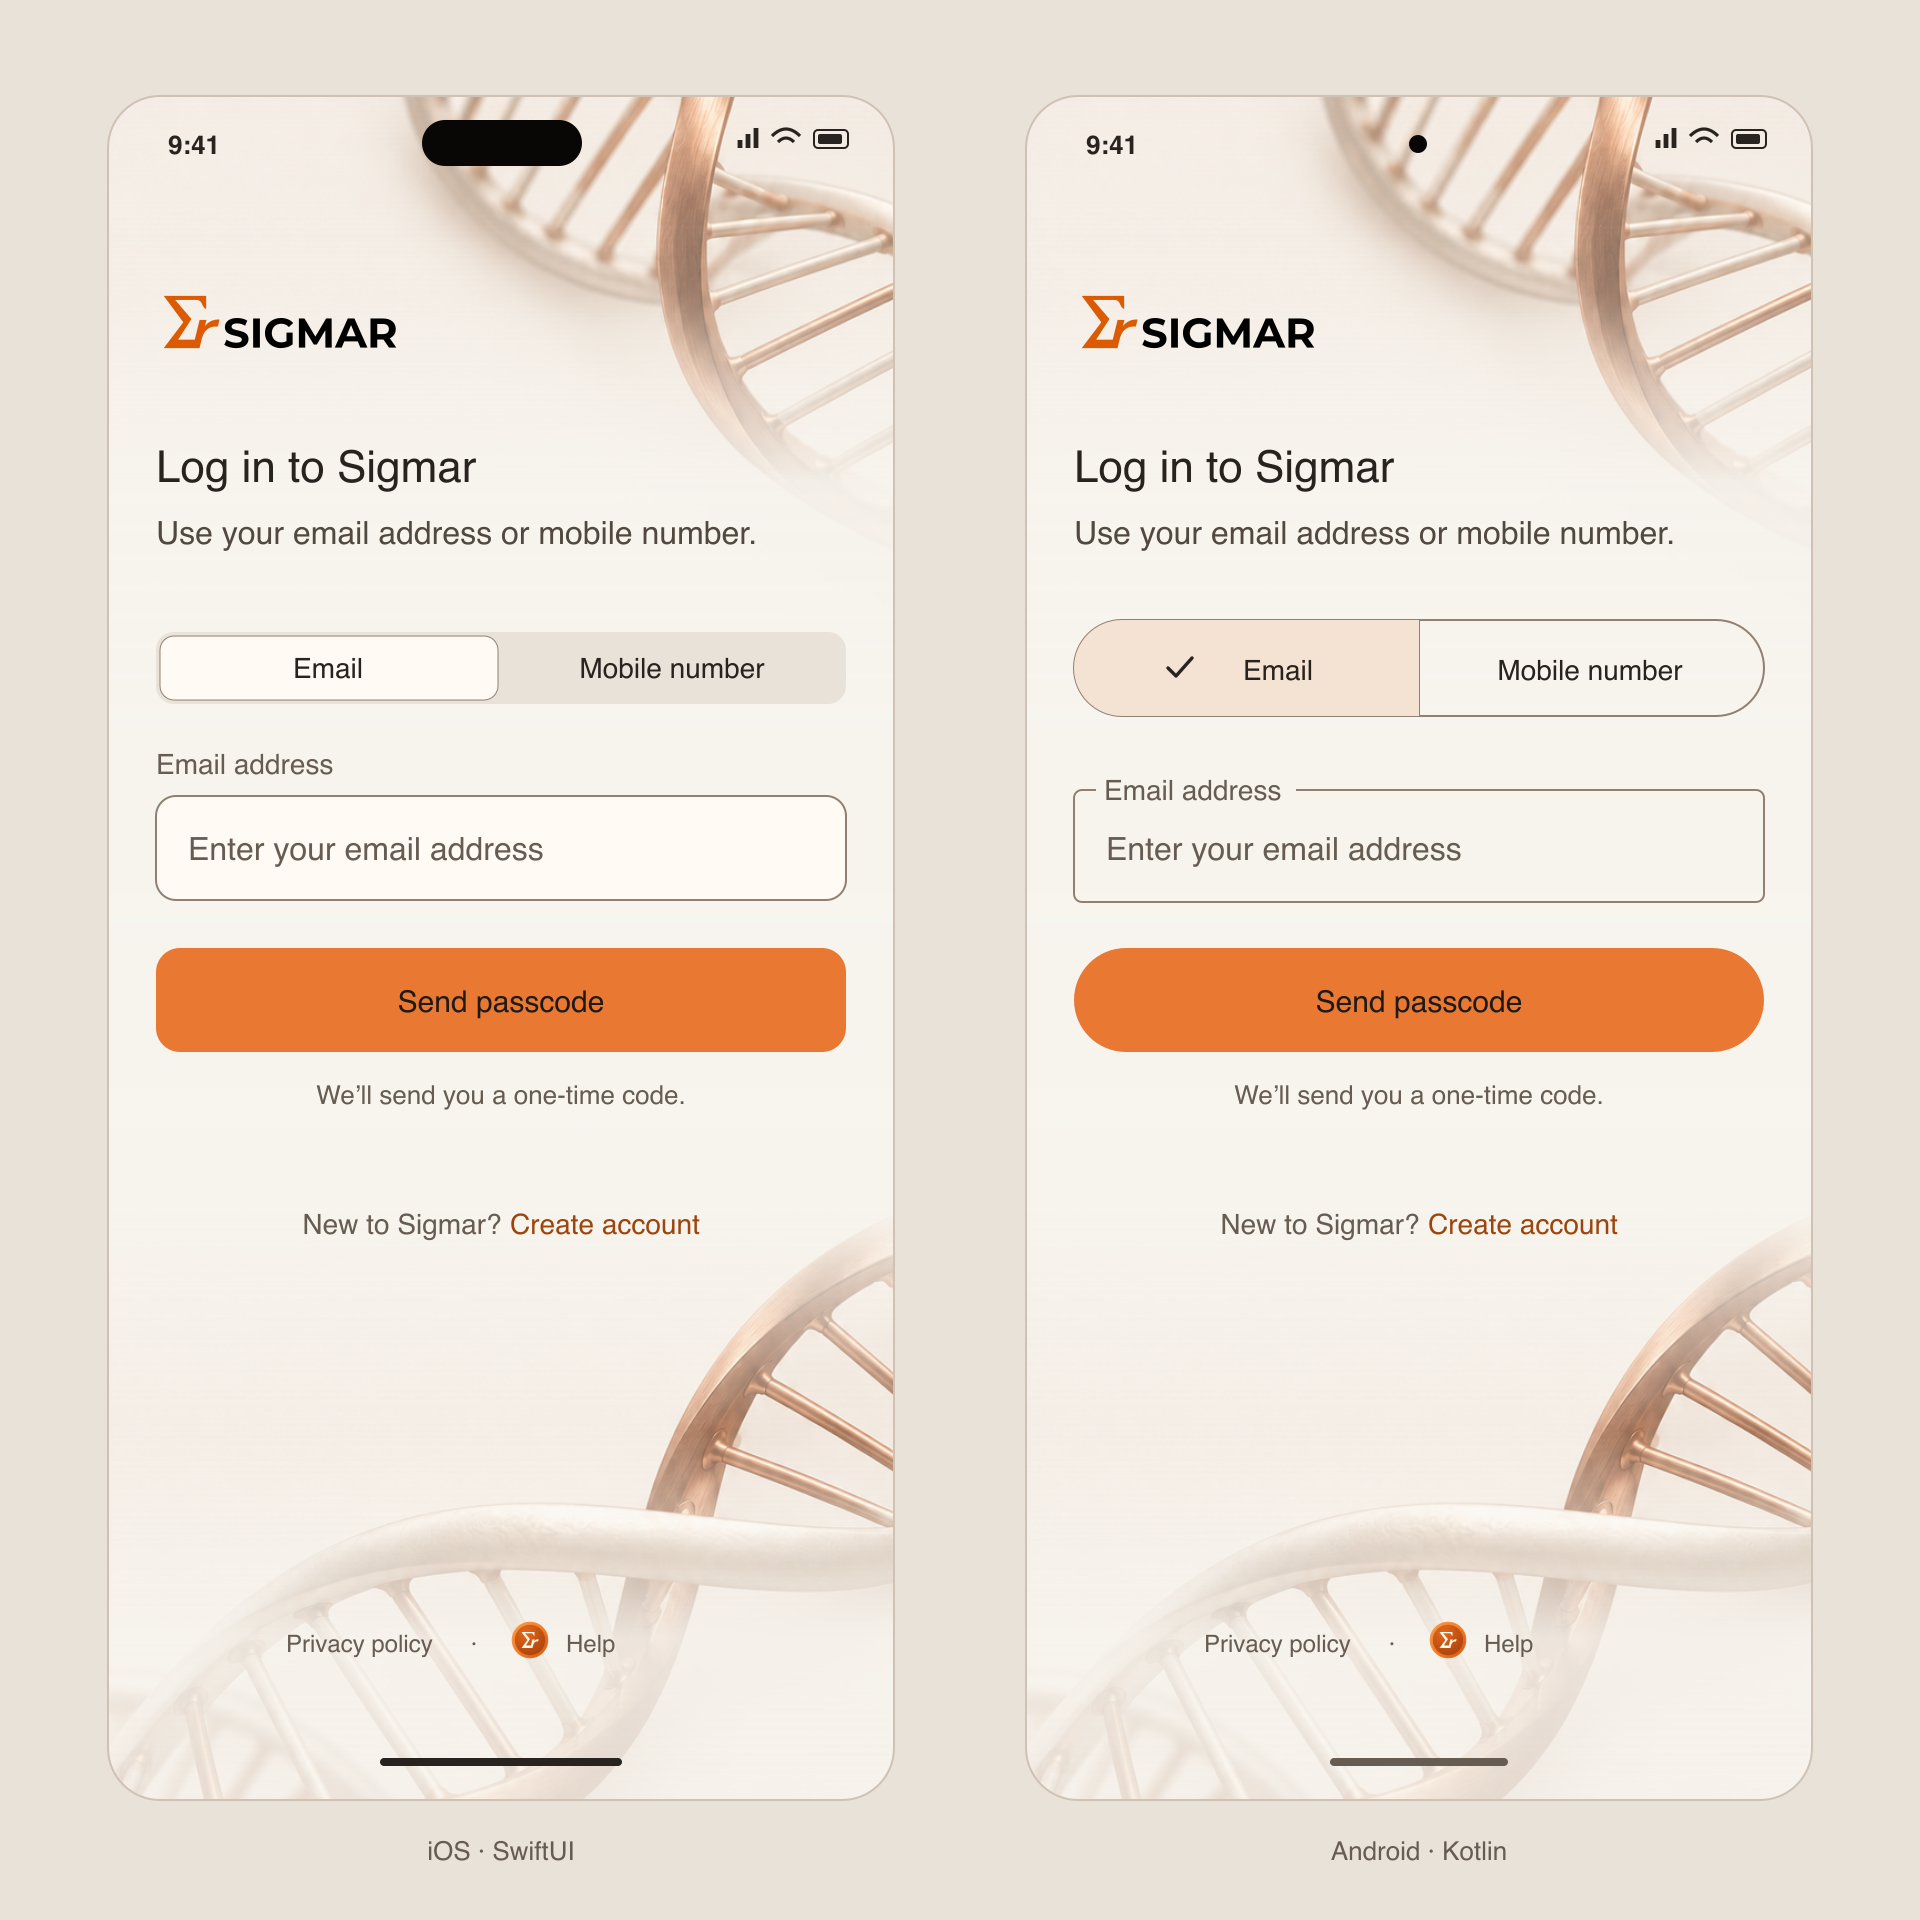 9:41
Σr SIGMAR
Log in to Sigmar
Use your email address or mobile number.
Email
Mobile number
Email address
Enter your email address
Send passcode
We’ll send you a one-time code.
New to Sigmar? Create account
Privacy policy · Σr Help
iOS · SwiftUI
9:41
Σr SIGMAR
Log in to Sigmar
Use your email address or mobile number.
Email
Mobile number
Email address
Enter your email address
Send passcode
We’ll send you a one-time code.
New to Sigmar? Create account
Privacy policy · Σr Help
Android · Kotlin